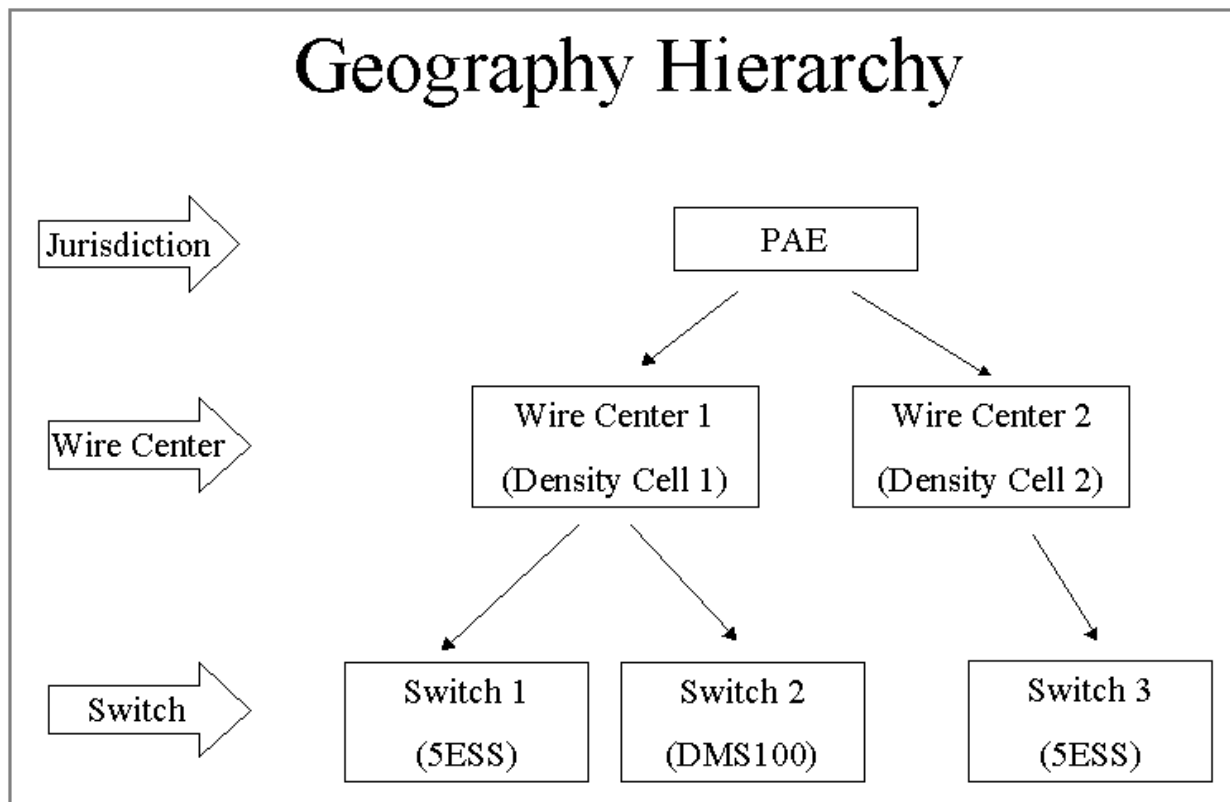 Geography Hierarchy
Jurisdiction
PAE
Wire Center
Wire Center 1
(Density Cell 1)
Wire Center 2
(Density Cell 2)
Switch
Switch 1
(5ESS)
Switch 2
(DMS100)
Switch 3
(5ESS)